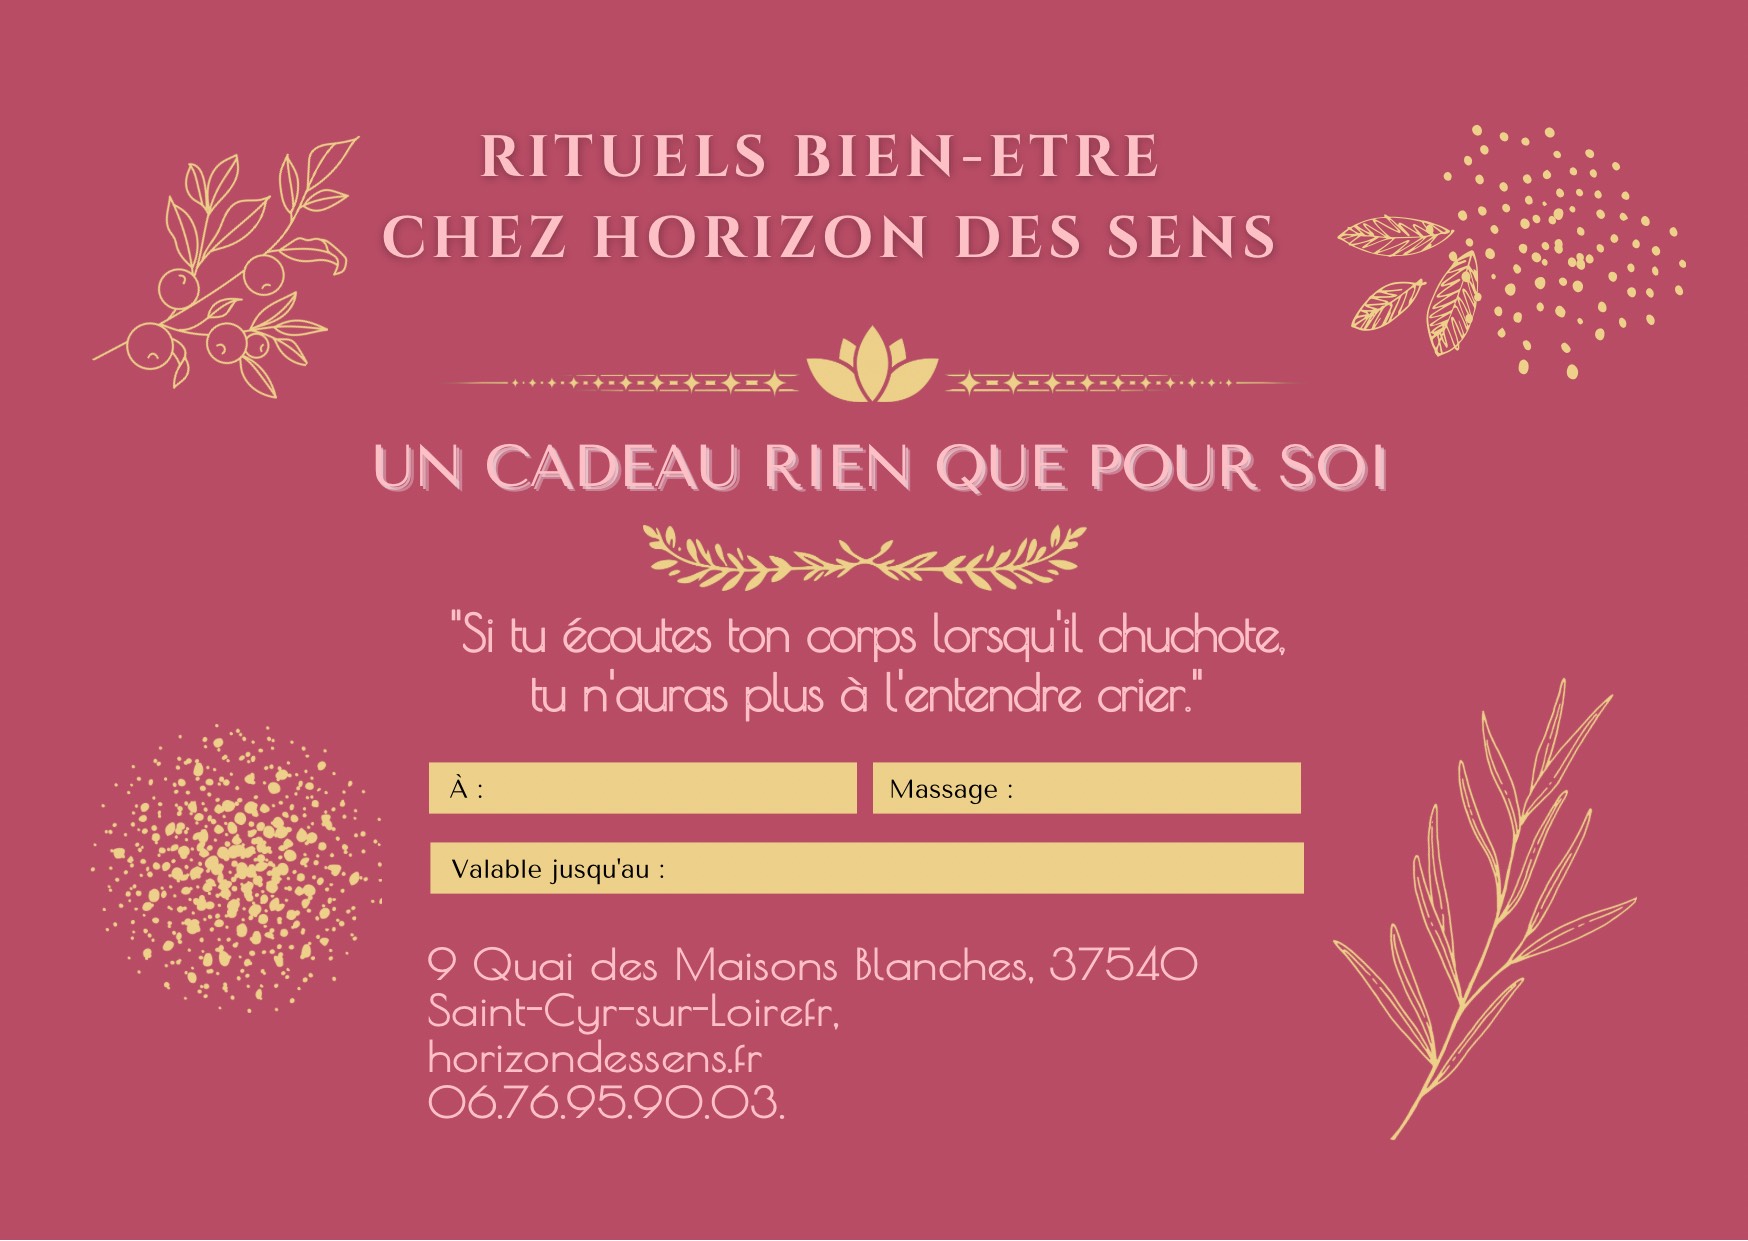 RITUELS BIEN-ETRE
CHEZ HORIZON DES SENS
UN CADEAU RIEN QUE POUR SOI
"Si tu écoutes ton corps lorsqu'il chuchote,
tu n'auras plus à l'entendre crier."
À :
Massage :
Valable jusqu'au :
9 Quai des Maisons Blanches, 37540
Saint-Cyr-sur-Loirefr,
horizondessens.fr
06.76.95.90.03.